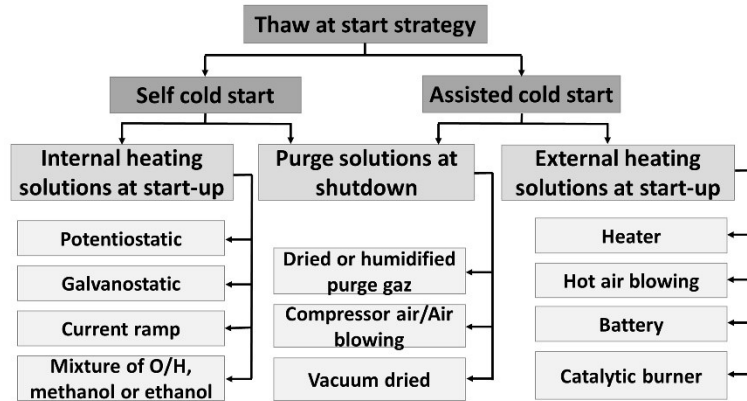 Thaw at start strategy
Self cold start
Assisted cold start
Internal heating
solutions at start-up
Purge solutions at
shutdown
External heating
solutions at start-up
Potentiostatic
Galvanostatic
Current ramp
Mixture of O/H,
methanol or ethanol
Dried or humidified
purge gaz
Compressor air/Air
blowing
Vacuum dried
Heater
Hot air blowing
Battery
Catalytic burner